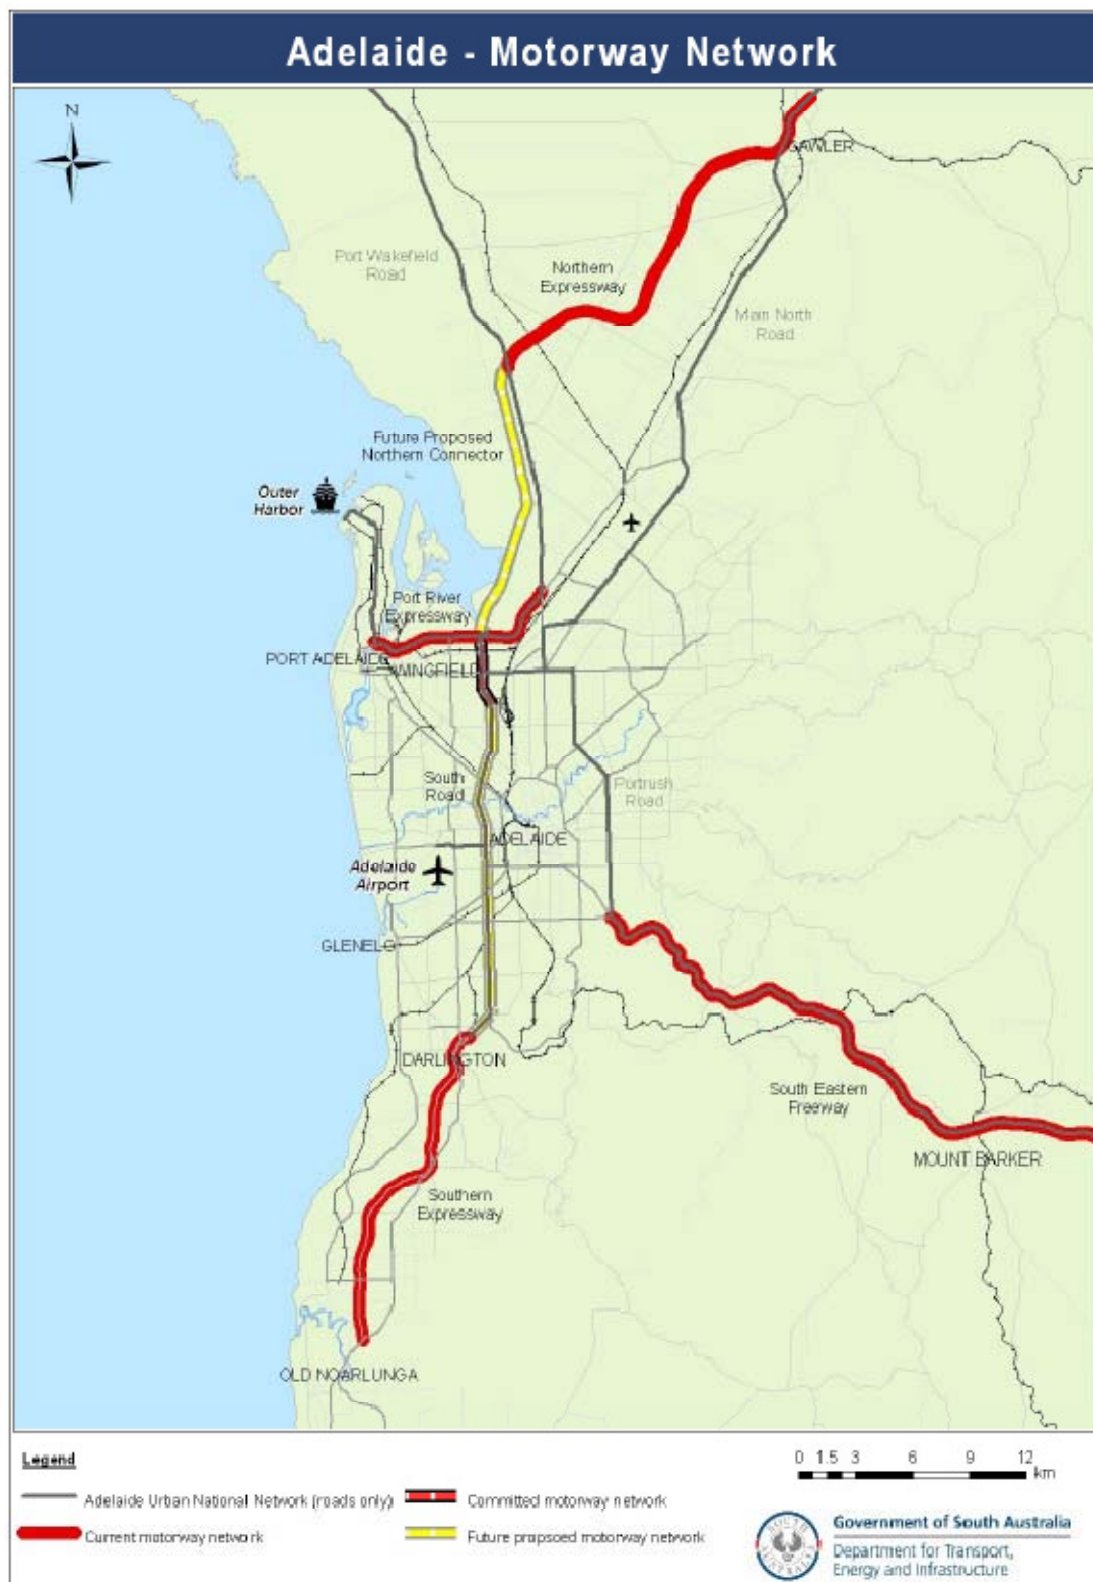 Adelaide - Motorway Network
N
GAWLER
Port Wakefield
Road
Northern
Expressway
Main North
Road
Future Proposed
Northern Connector
Outer
Harbor
Port River
Expressway
PORT ADELAIDE
WINGFIELD
South
Road
Portrush
Road
ADELAIDE
Adelaide
Airport
GLENELG
DARLINGTON
South Eastern
Freeway
MOUNT BARKER
Southern
Expressway
OLD NOARLUNGA
Legend
0 1.5 3 6 9 12
km
Adelaide Urban National Network (roads only)
Committed motorway network
Current motorway network
Future propsoed motorway network
Government of South Australia
Department for Transport,
Energy and Infrastructure